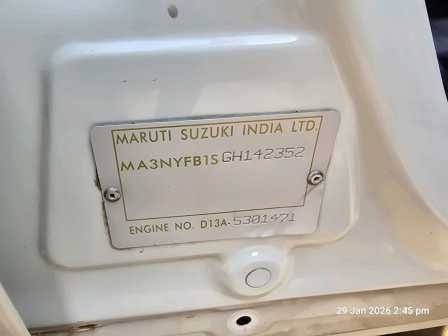 MARUTI SUZUKI INDIA LTD.
MA3NYFB1SGH142352
ENGINE NO. D13A-5301471
29 Jan 2026 2:45 pm